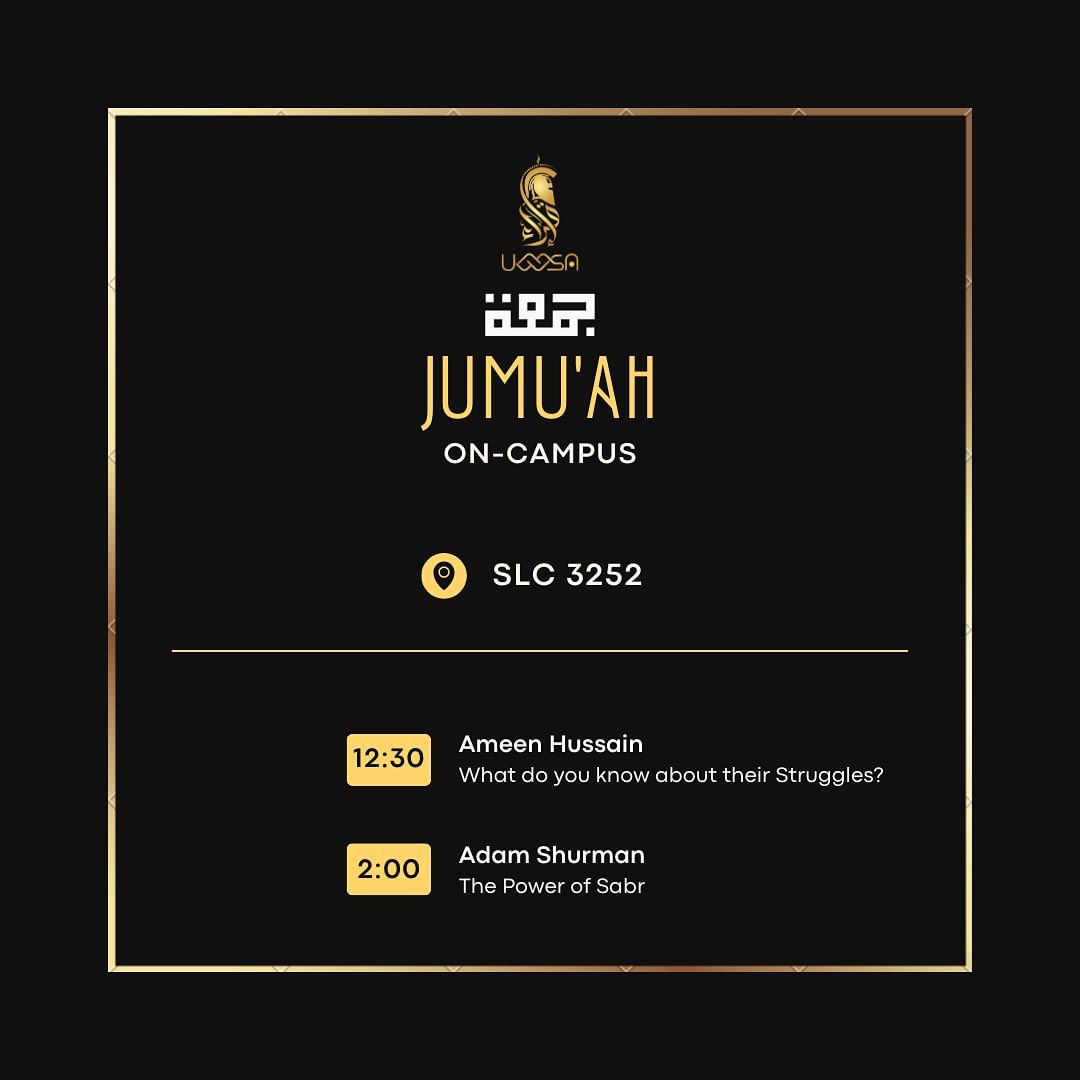 جمعة
JUMU'AH
ON-CAMPUS
SLC 3252
12:30
Ameen Hussain
What do you know about their Struggles?
2:00
Adam Shurman
The Power of Sabr